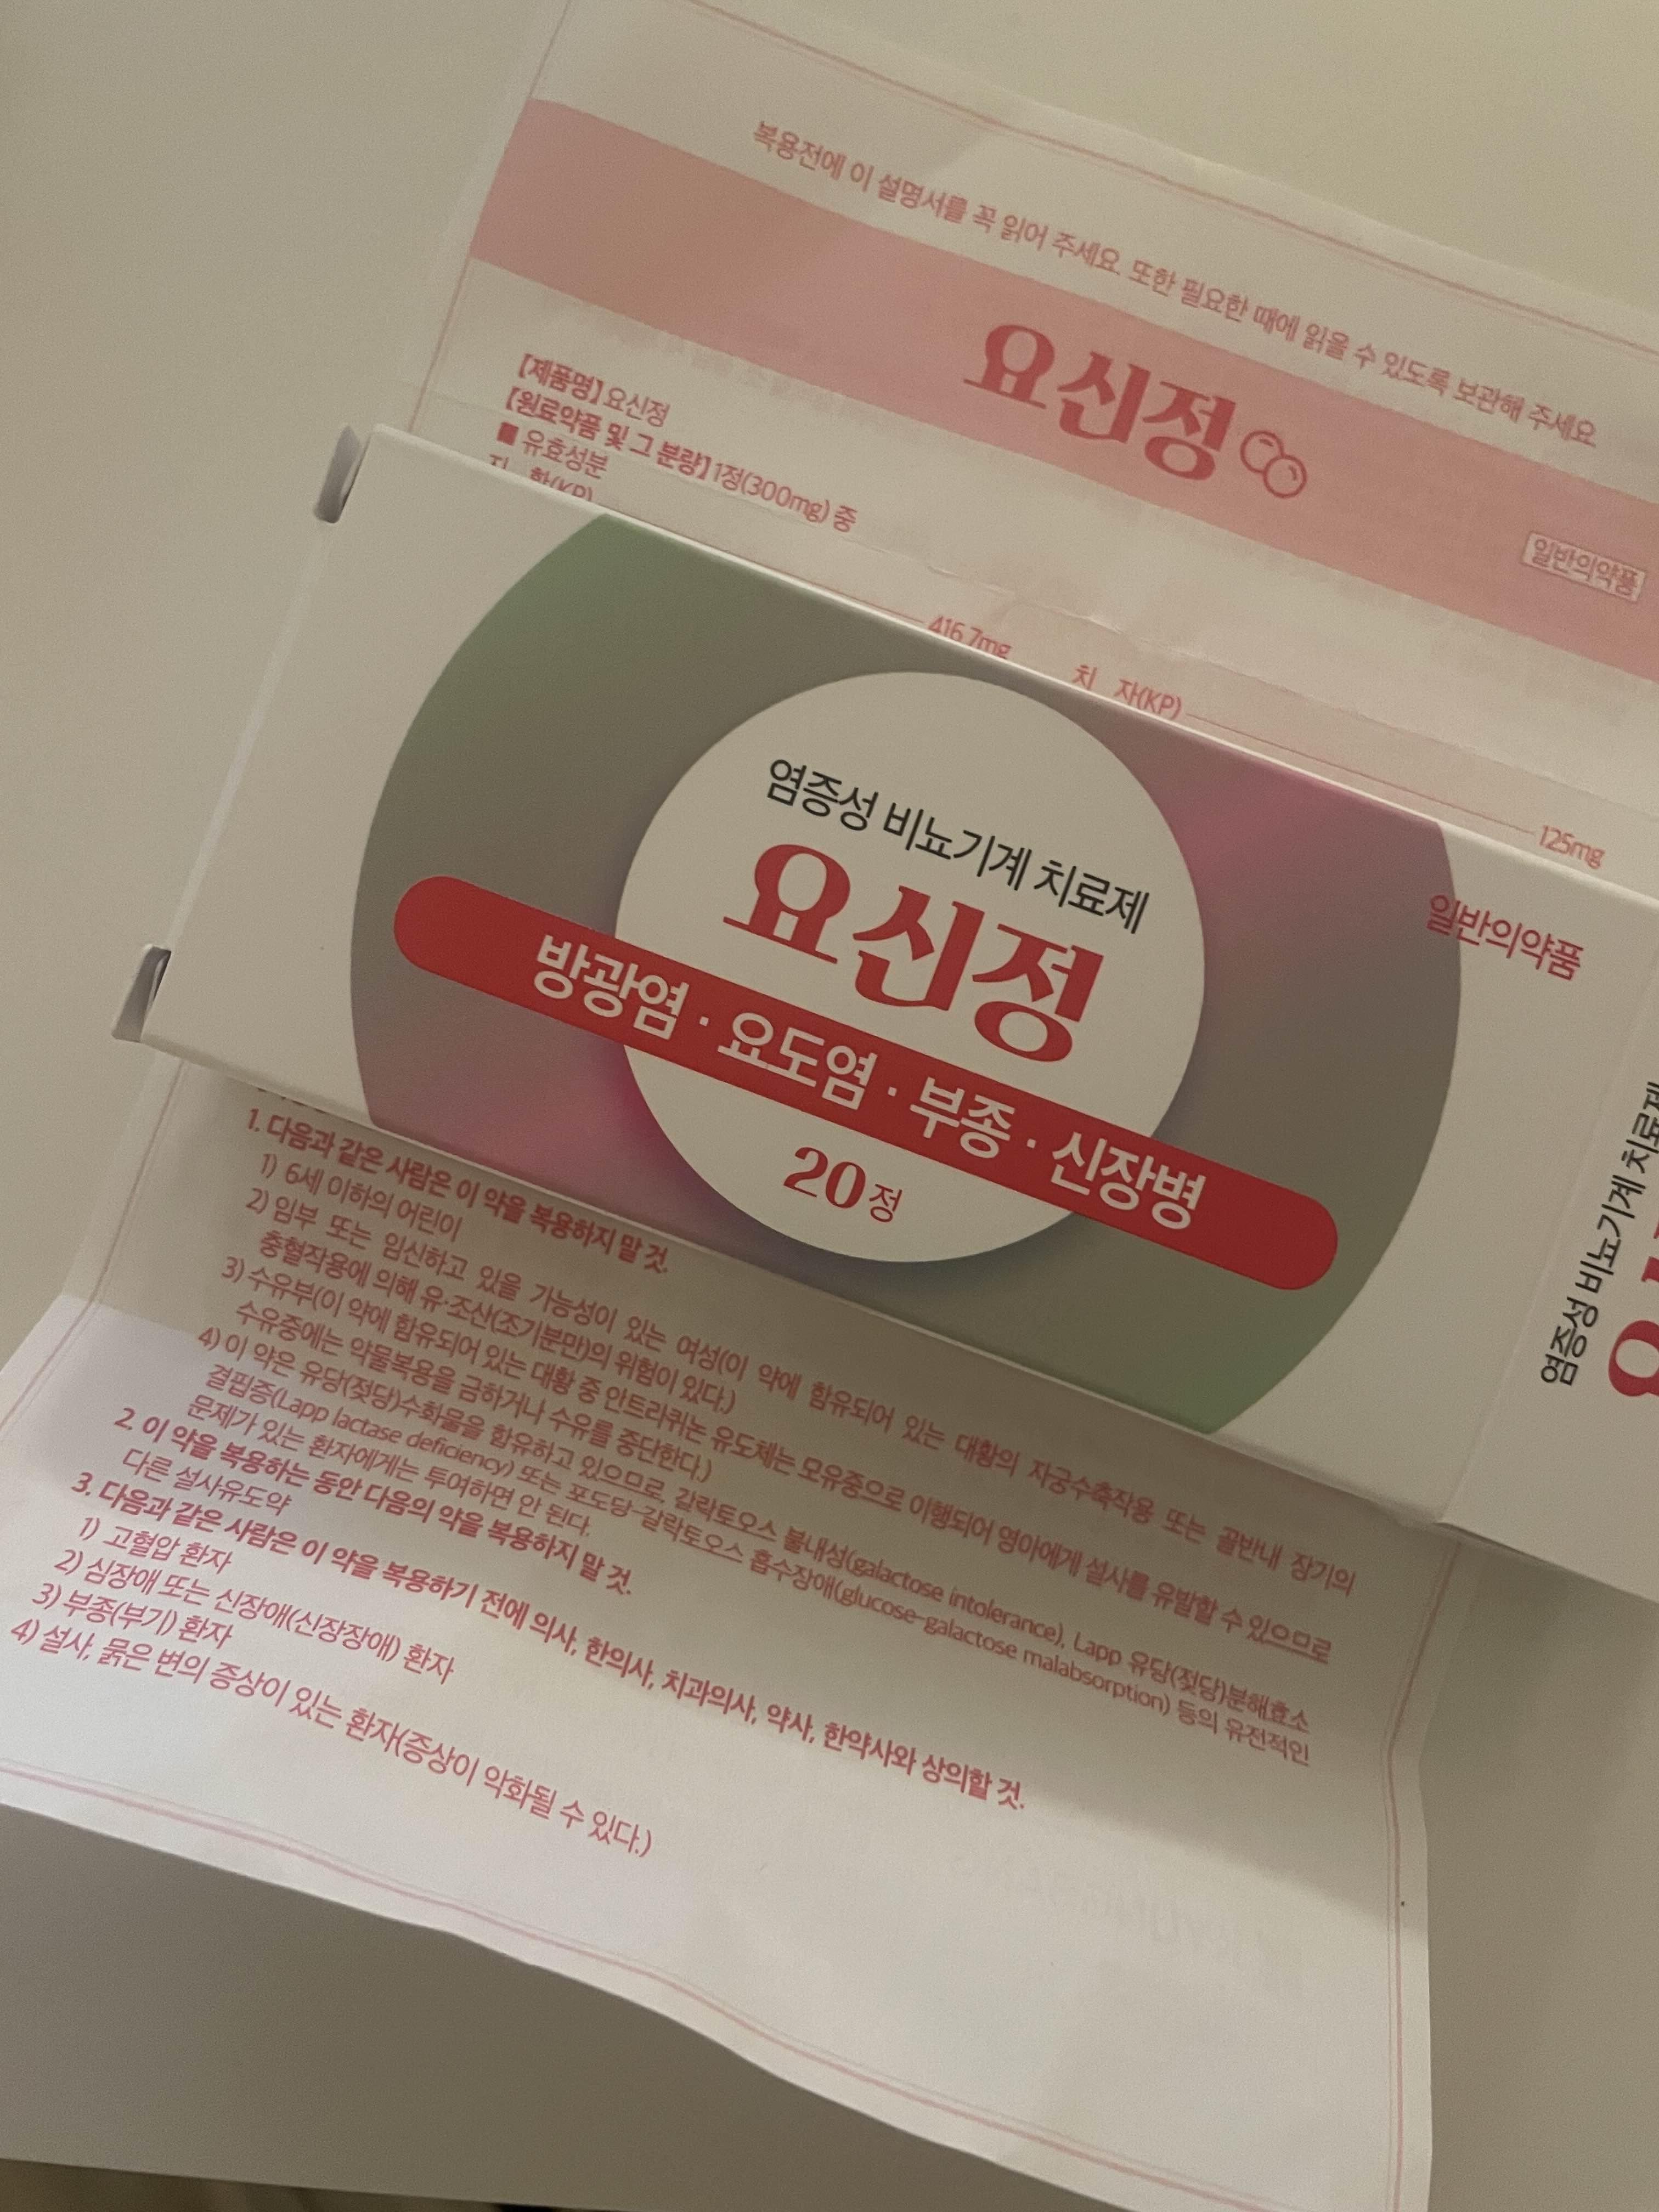 복용전에 이 설명서를 꼭 읽어 주세요. 또한 필요한 때에 읽을 수 있도록 보관해 주세요.
요신정
일반의약품
【제품명】 요신정
【원료약품 및 그 분량】 1정(300mg) 중
■ 유효성분
지 황(KP)
416.7mg
치 자(KP)
125mg
염증성 비뇨기계 치료제
요신정
방광염 · 요도염 · 부종 · 신장병
20정
일반의약품
염증성 비뇨기계 치료제
1. 다음과 같은 사람은 이 약을 복용하지 말 것.
1) 6세 이하의 어린이
2) 임부 또는 임신하고 있을 가능성이 있는 여성(이 약에 함유되어 있는 대황의 자궁수축작용 또는 골반내 장기의
충혈작용에 의해 유·조산(조기분만)의 위험이 있다.)
3) 수유부(이 약에 함유되어 있는 대황 중 안트라퀴논 유도체는 모유중으로 이행되어 영아에게 설사를 유발할 수 있으므로
수유중에는 약물복용을 금하거나 수유를 중단한다.)
4) 이 약은 유당(젖당)수화물을 함유하고 있으므로, 갈락토오스 불내성(galactose intolerance), Lapp 유당(젖당)분해효소
결핍증(Lapp lactase deficiency) 또는 포도당-갈락토오스 흡수장애(glucose-galactose malabsorption) 등의 유전적인
문제가 있는 환자에게는 투여하면 안 된다.
2. 이 약을 복용하는 동안 다음의 약을 복용하지 말 것.
다른 설사유도약
3. 다음과 같은 사람은 이 약을 복용하기 전에 의사, 한의사, 치과의사, 약사, 한약사와 상의할 것.
1) 고혈압 환자
2) 심장애 또는 신장애(신장장애) 환자
3) 부종(부기) 환자
4) 설사, 묽은 변의 증상이 있는 환자(증상이 악화될 수 있다.)